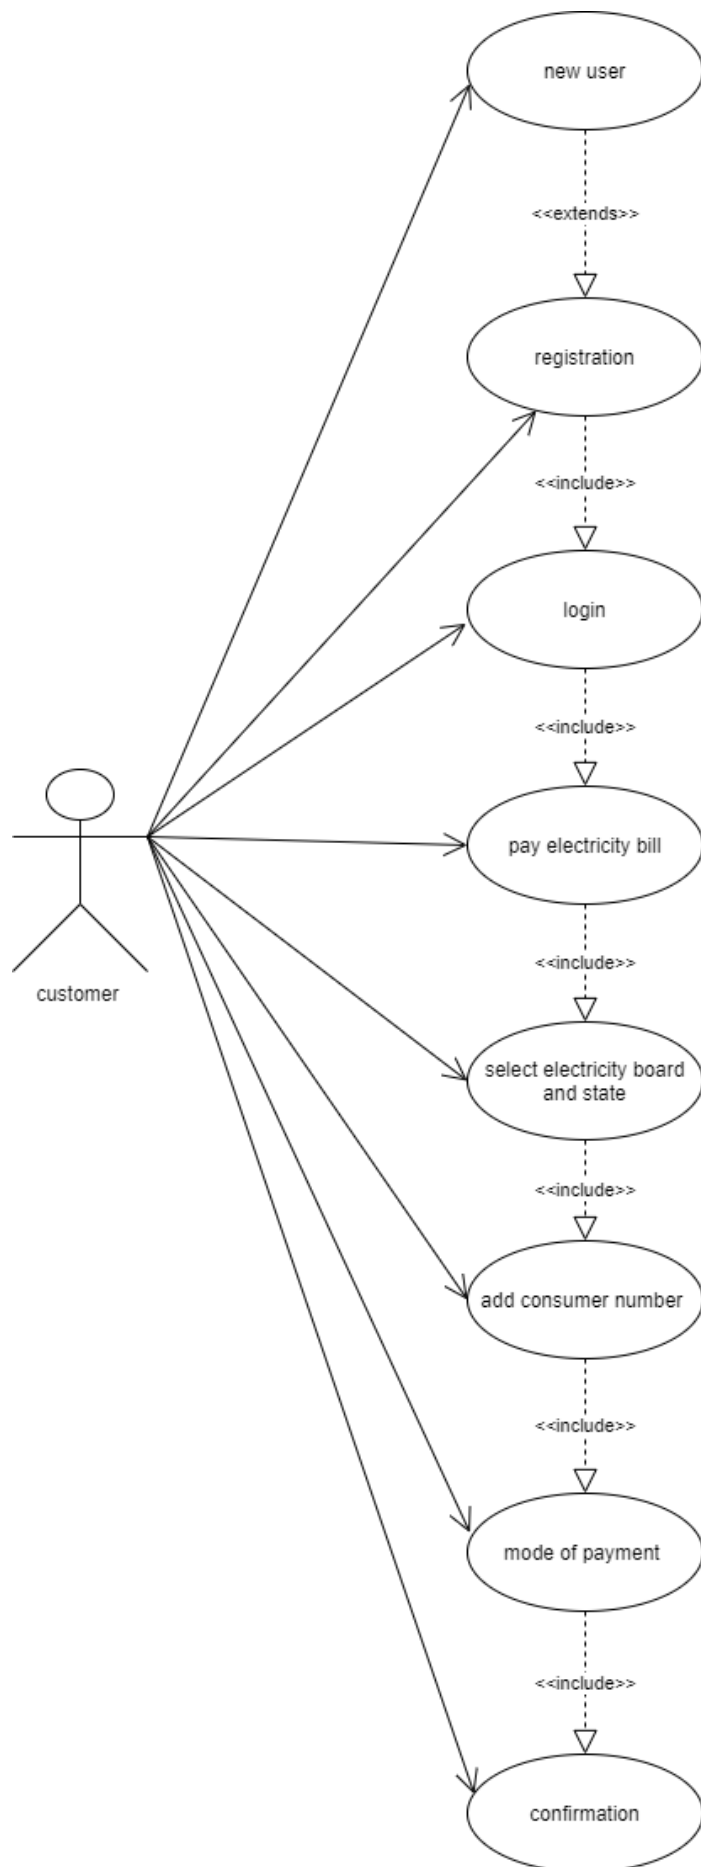 new user
<<extends>>
registration
<<include>>
login
<<include>>
pay electricity bill
customer
<<include>>
select electricity board
and state
<<include>>
add consumer number
<<include>>
mode of payment
<<include>>
confirmation